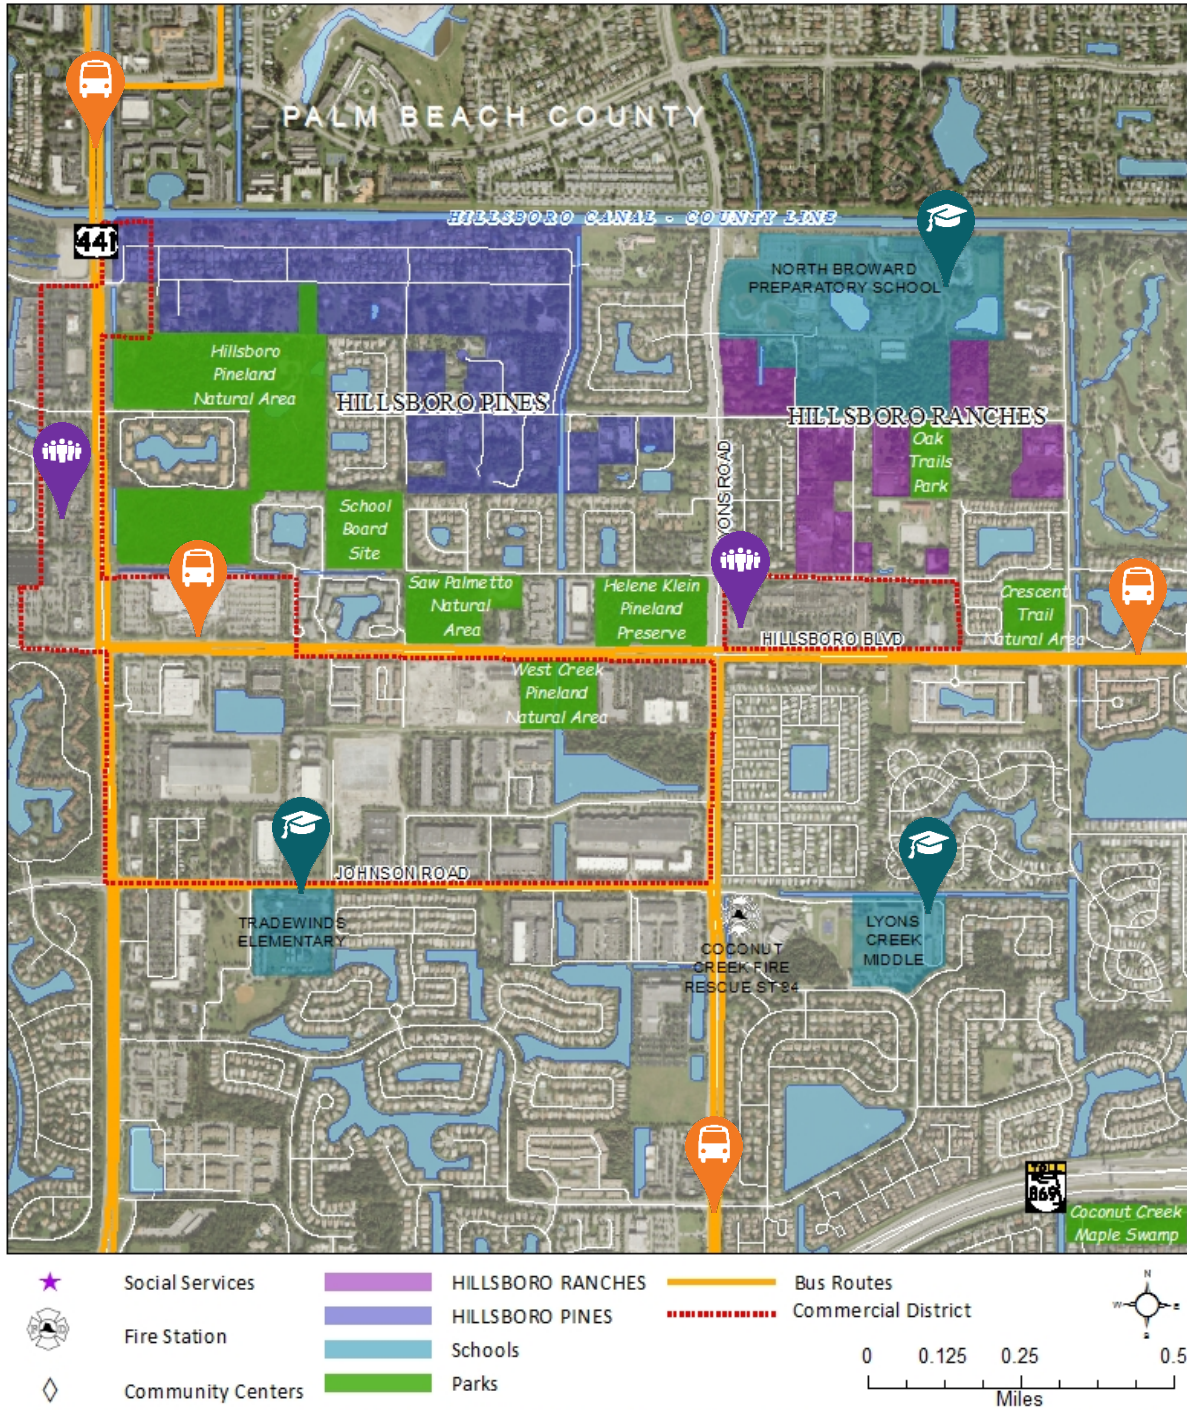 PALM BEACH COUNTY
HILLSBORO CANAL - COUNTY LINE
441
NORTH BROWARD
PREPARATORY SCHOOL
Hillsboro
Pineland
Natural Area
HILLSBORO PINES
HILLSBORO RANCHES
Oak
Trails
Park
LYONS ROAD
School
Board
Site
Saw Palmetto
Natural
Area
Helene Klein
Pineland
Preserve
Crescent
Trail
Natural Area
HILLSBORO BLVD
West Creek
Pineland
Natural Area
JOHNSON ROAD
TRADEWINDS
ELEMENTARY
COCONUT
CREEK FIRE
RESCUE ST 94
LYONS
CREEK
MIDDLE
TOLL
869
Coconut Creek
Maple Swamp
Social Services
Fire Station
Community Centers
HILLSBORO RANCHES
HILLSBORO PINES
Schools
Parks
Bus Routes
Commercial District
N
W
E
S
0 0.125 0.25 0.5
Miles